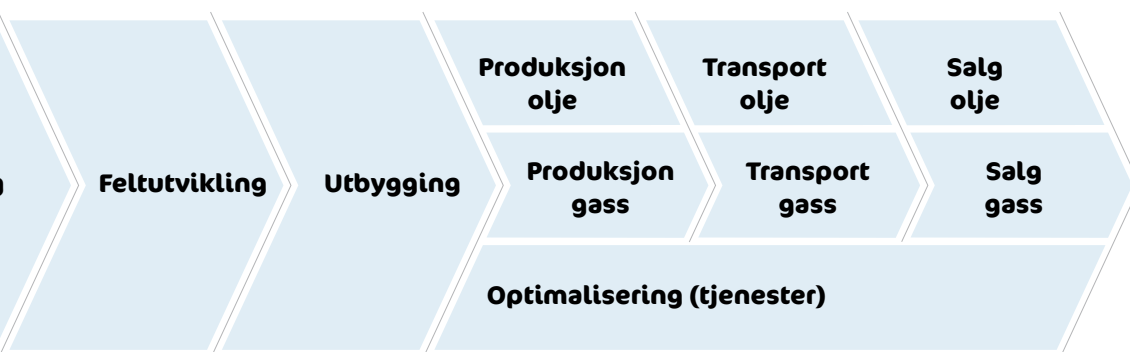 Feltutvikling
Utbygging
Produksjon
olje
Transport
olje
Salg
olje
Produksjon
gass
Transport
gass
Salg
gass
Optimalisering (tjenester)